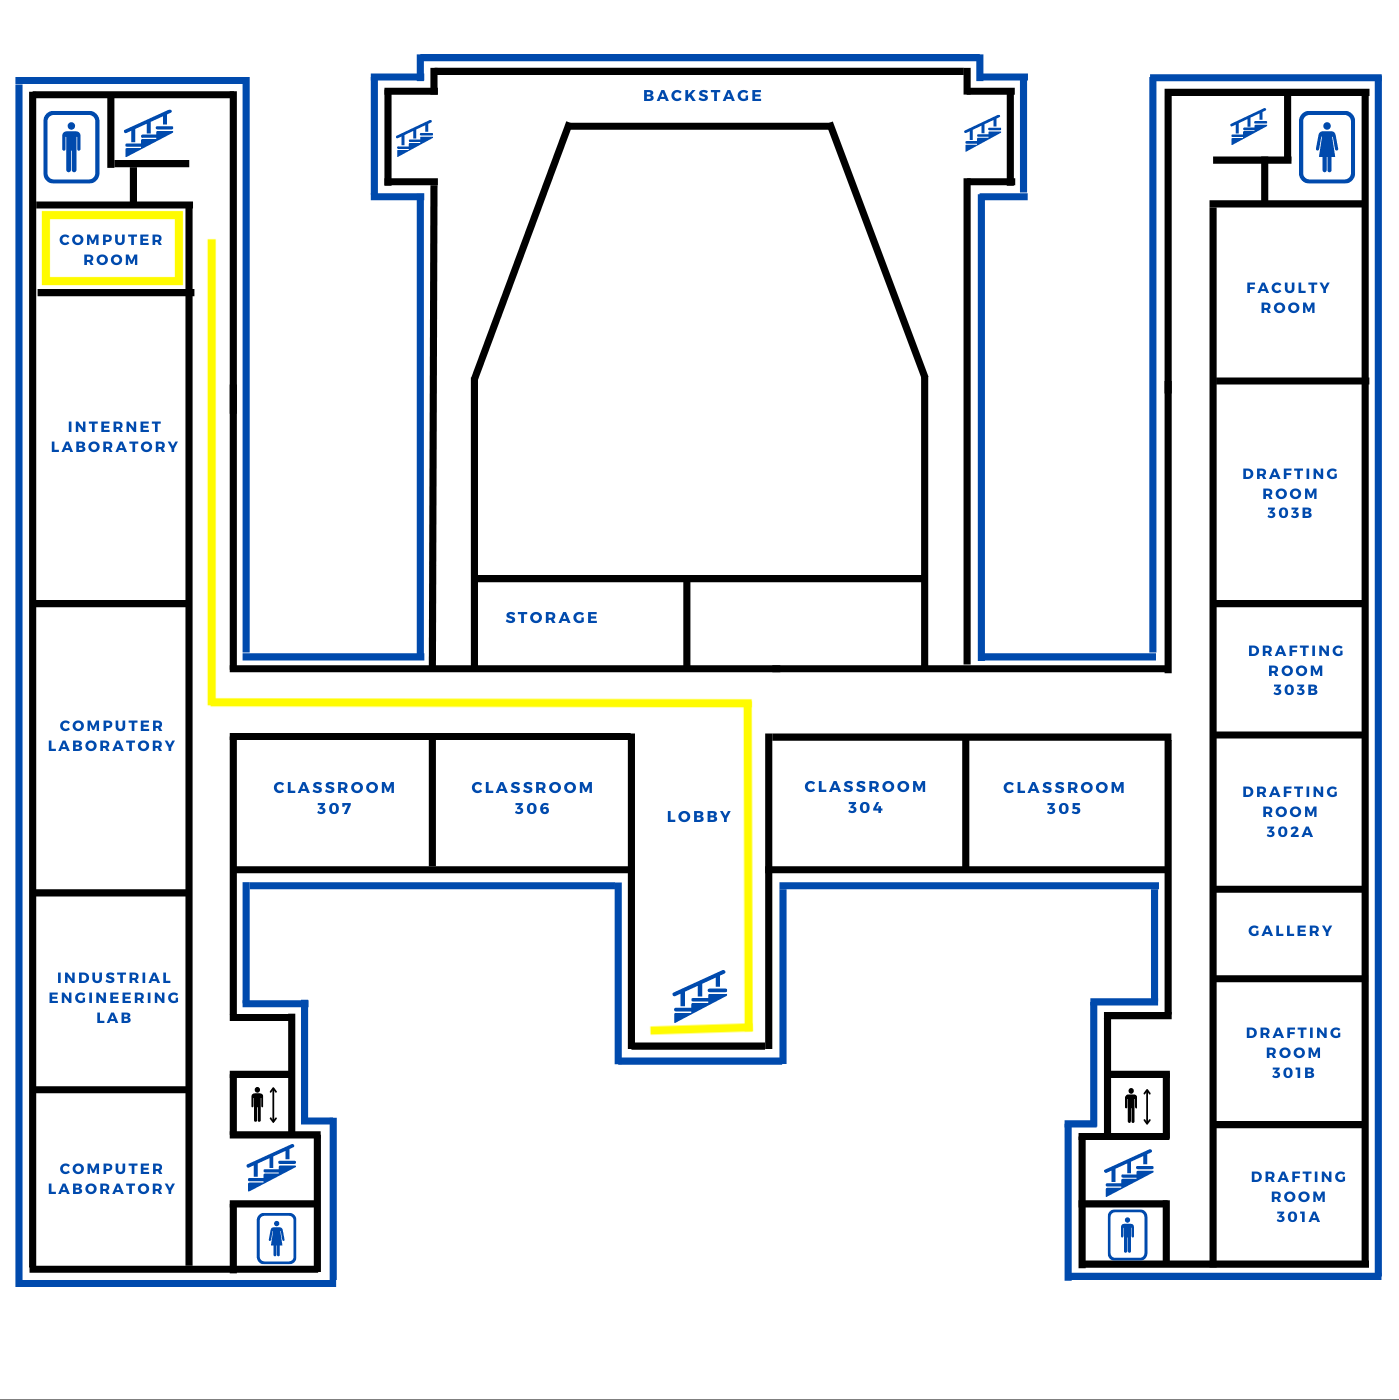 BACKSTAGE
COMPUTER
ROOM
INTERNET
LABORATORY
COMPUTER
LABORATORY
INDUSTRIAL
ENGINEERING
LAB
COMPUTER
LABORATORY
STORAGE
CLASSROOM
307
CLASSROOM
306
LOBBY
CLASSROOM
304
CLASSROOM
305
FACULTY
ROOM
DRAFTING
ROOM
303B
DRAFTING
ROOM
303B
DRAFTING
ROOM
302A
GALLERY
DRAFTING
ROOM
301B
DRAFTING
ROOM
301A